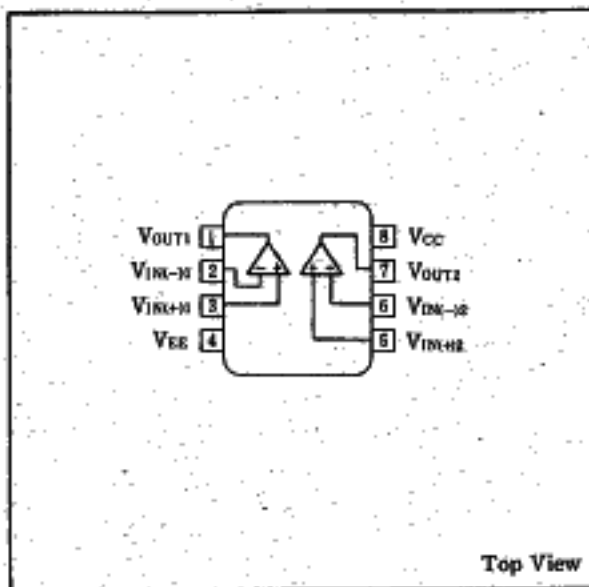 VOUT1 1 8 VCC
VIN(-)1 2 7 VOUT2
VIN(+)1 3 6 VIN(-)2
VEE 4 5 VIN(+)2
Top View